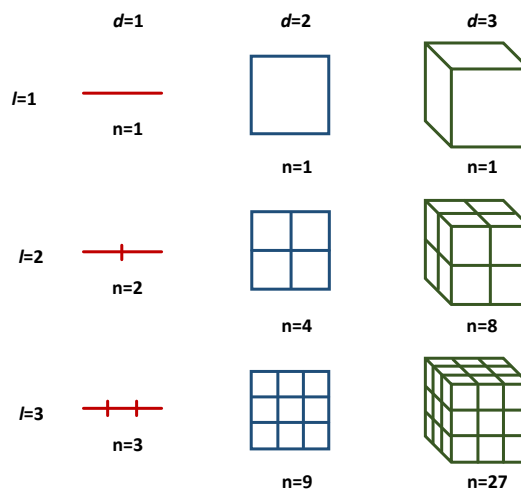 d=1 d=2 d=3
l=1
n=1
n=1 n=1
l=2
n=2
n=4 n=8
l=3
n=3
n=9 n=27